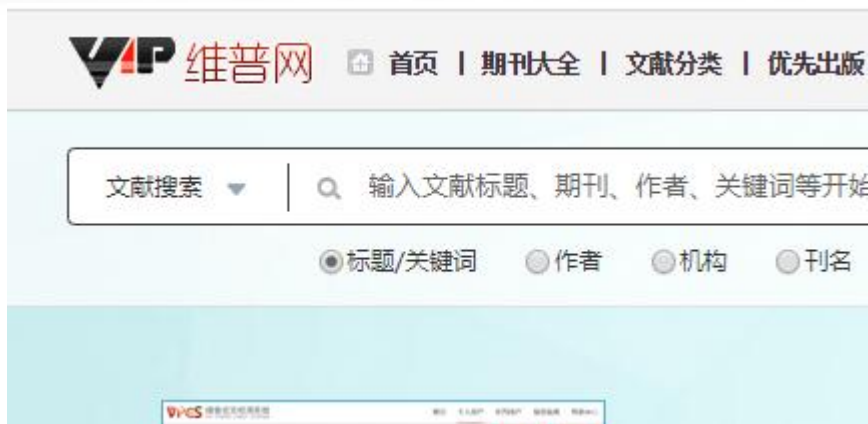 VIP 维普网 首页 | 期刊大全 | 文献分类 | 优先出版
文献搜索 输入文献标题、期刊、作者、关键词等开始
标题/关键词 作者 机构 刊名
VPCS